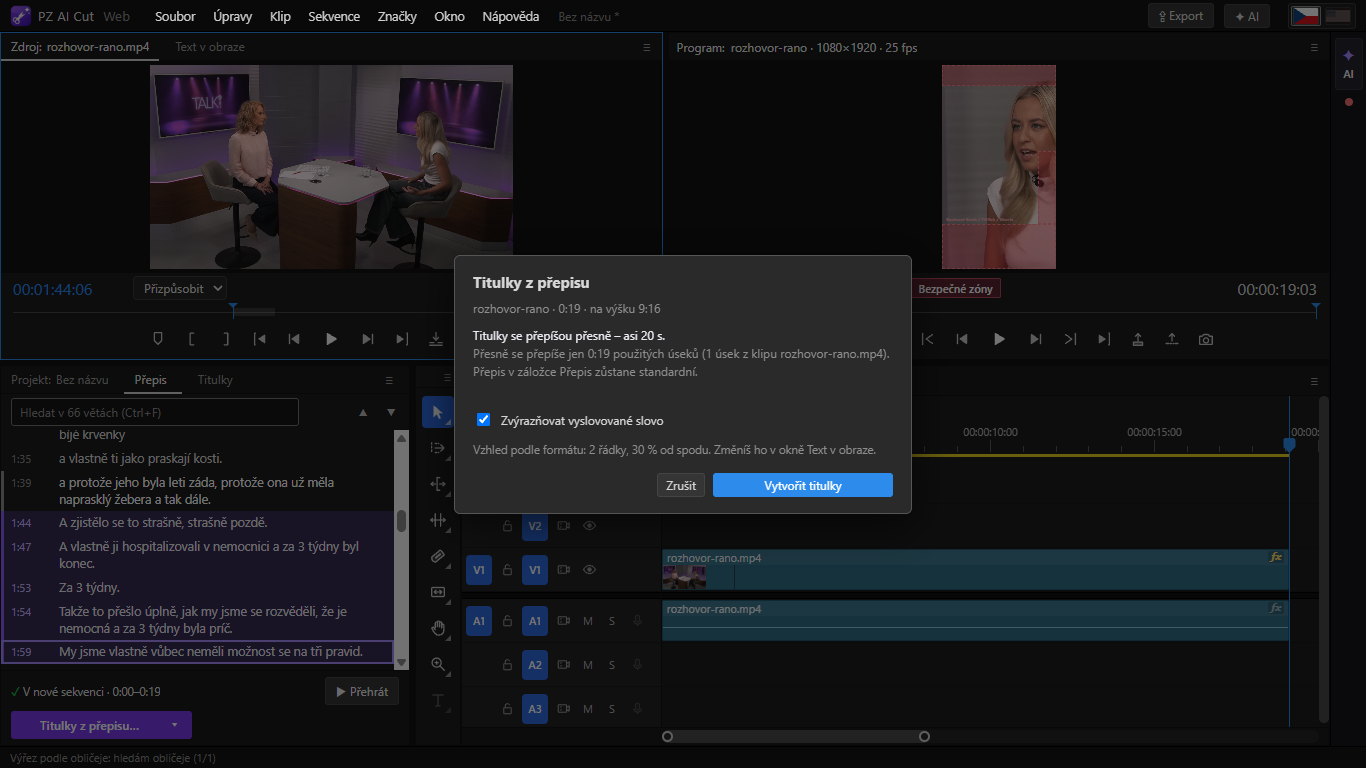 PZ AI Cut Web Soubor Úpravy Klip Sekvence Značky Okno Nápověda Bez názvu * Export AI
Zdroj: rozhovor-rano.mp4 Text v obraze
Program: rozhovor-rano · 1080×1920 · 25 fps
AI
TALK!
00:01:44:06 Přizpůsobit
Bezpečné zóny 00:00:19:03
Titulky z přepisu
rozhovor-rano · 0:19 · na výšku 9:16
Titulky se přepíšou přesně – asi 20 s.
Přesně se přepíše jen 0:19 použitých úseků (1 úsek z klipu rozhovor-rano.mp4).
Přepis v záložce Přepis zůstane standardní.
Zvýrazňovat vyslovované slovo
Vzhled podle formátu: 2 řádky, 30 % od spodu. Změníš ho v okně Text v obraze.
Zrušit Vytvořit titulky
Projekt: Bez názvu Přepis Titulky
Hledat v 66 větách (Ctrl+F)
bijé krvenky
1:35 a vlastně ti jako praskají kosti.
1:39 a protože jeho byla leti záda, protože ona už měla
naprasklý žebera a tak dále.
1:44 A zjistělo se to strašně, strašně pozdě.
1:47 A vlastně ji hospitalizovali v nemocnici a za 3 týdny byl
konec.
1:53 Za 3 týdny.
1:54 Takže to přešlo úplně, jak my jsme se rozvěděli, že je
nemocná a za 3 týdny byla príč.
1:59 My jsme vlastně vůbec neměli možnost se na tři pravid.
V nové sekvenci · 0:00–0:19 Přehrát
Titulky z přepisu...
00:00:10:00 00:00:15:00 00:00:
V2
V1 V1 rozhovor-rano.mp4 fx
A1 A1 M S rozhovor-rano.mp4 fx
A2 M S
A3 M S
T
Výřez podle obličeje: hledám obličeje (1/1)